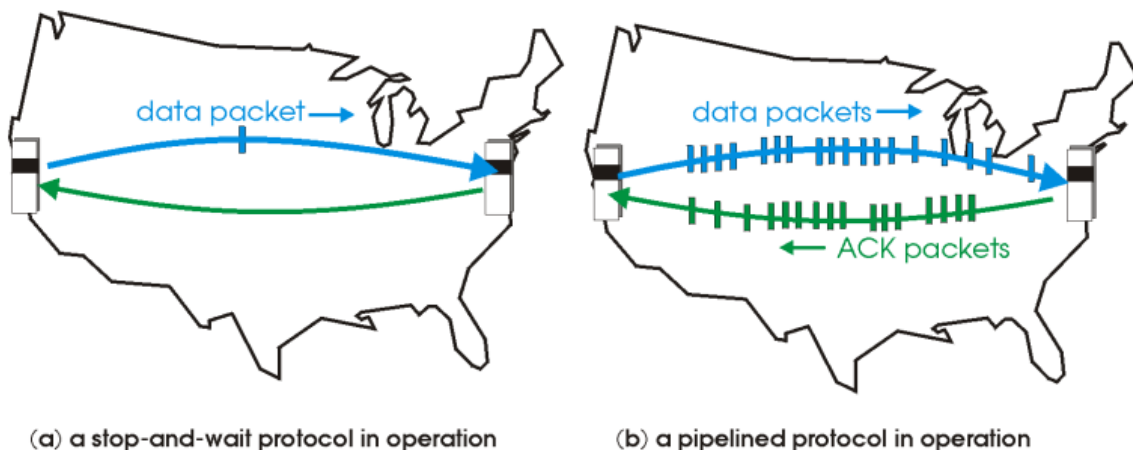 data packet
data packets
ACK packets
(a) a stop-and-wait protocol in operation
(b) a pipelined protocol in operation